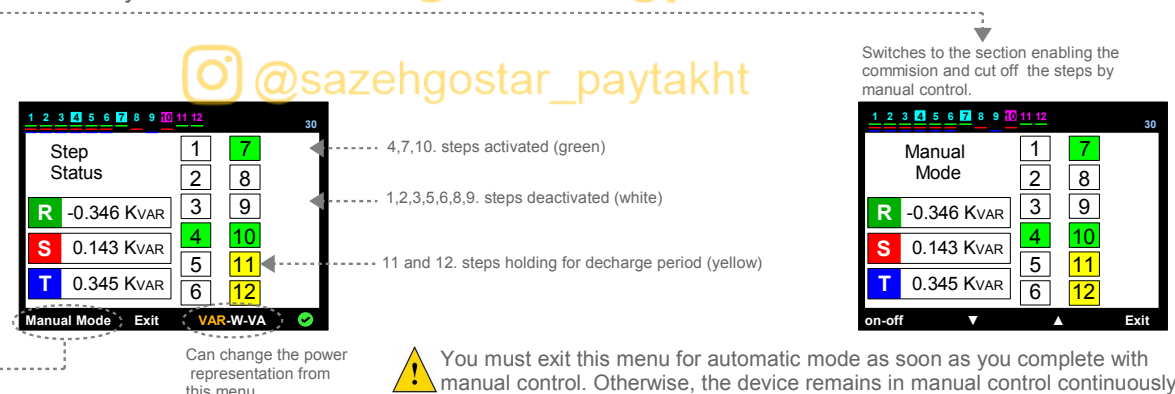 Switches to the section enabling the
commision and cut off the steps by
manual control.
@sazehgostar_paytakht
1 2 3 4 5 6 7 8 9 10 11 12
30
Step
Status
1 7
2 8
3 9
4 10
5 11
6 12
R -0.346 KVAR
S 0.143 KVAR
T 0.345 KVAR
Manual Mode Exit VAR-W-VA
4,7,10. steps activated (green)
1,2,3,5,6,8,9. steps deactivated (white)
11 and 12. steps holding for decharge period (yellow)
Can change the power
representation from
this menu
1 2 3 4 5 6 7 8 9 10 11 12
30
Manual
Mode
1 7
2 8
3 9
4 10
5 11
6 12
R -0.346 KVAR
S 0.143 KVAR
T 0.345 KVAR
on-off ▼ ▲ Exit
You must exit this menu for automatic mode as soon as you complete with
manual control. Otherwise, the device remains in manual control continuously